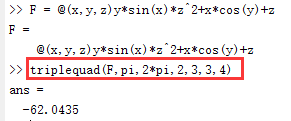 >> F = @(x,y,z)y*sin(x)*z^2+x*cos(y)+z
F =
@(x,y,z)y*sin(x)*z^2+x*cos(y)+z
>> triplequad(F,pi,2*pi,2,3,3,4)
ans =
-62.0435